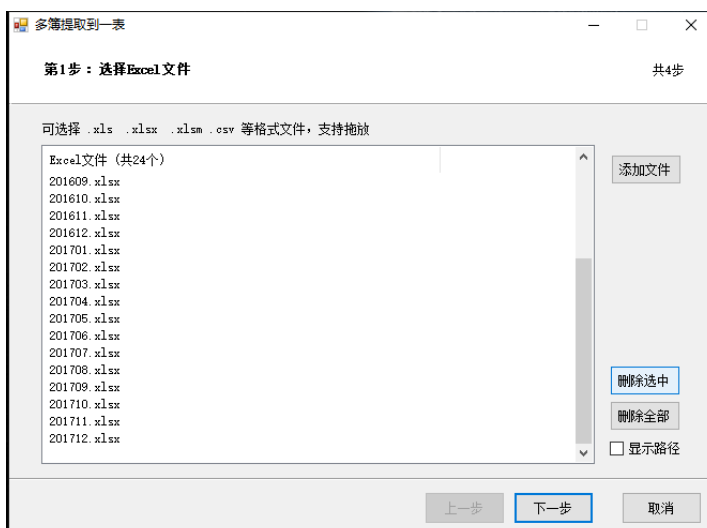 多簿提取到一表
第1步：选择Excel文件
共4步
可选择 .xls .xlsx .xlsm .csv 等格式文件，支持拖放
Excel文件 (共24个)
添加文件
201609.xlsx
201610.xlsx
201611.xlsx
201612.xlsx
201701.xlsx
201702.xlsx
201703.xlsx
201704.xlsx
201705.xlsx
201706.xlsx
201707.xlsx
201708.xlsx
201709.xlsx
201710.xlsx
201711.xlsx
201712.xlsx
删除选中
删除全部
显示路径
上一步
下一步
取消